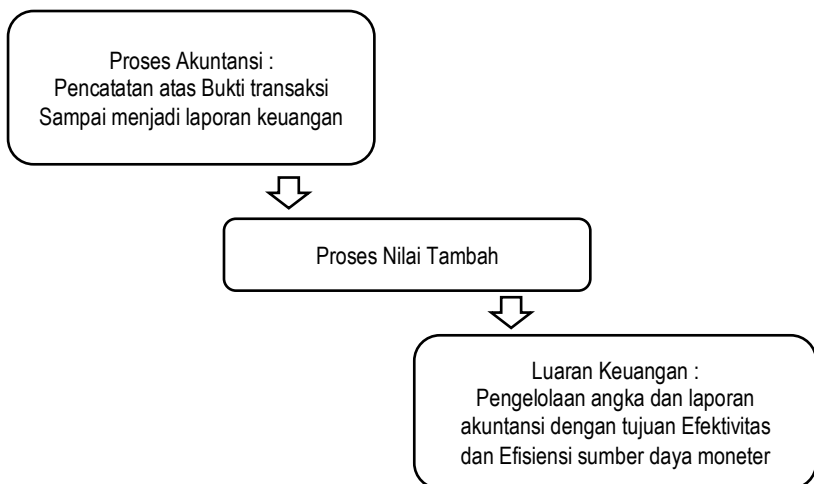 Proses Akuntansi :
Pencatatan atas Bukti transaksi
Sampai menjadi laporan keuangan
Proses Nilai Tambah
Luaran Keuangan :
Pengelolaan angka dan laporan
akuntansi dengan tujuan Efektivitas
dan Efisiensi sumber daya moneter